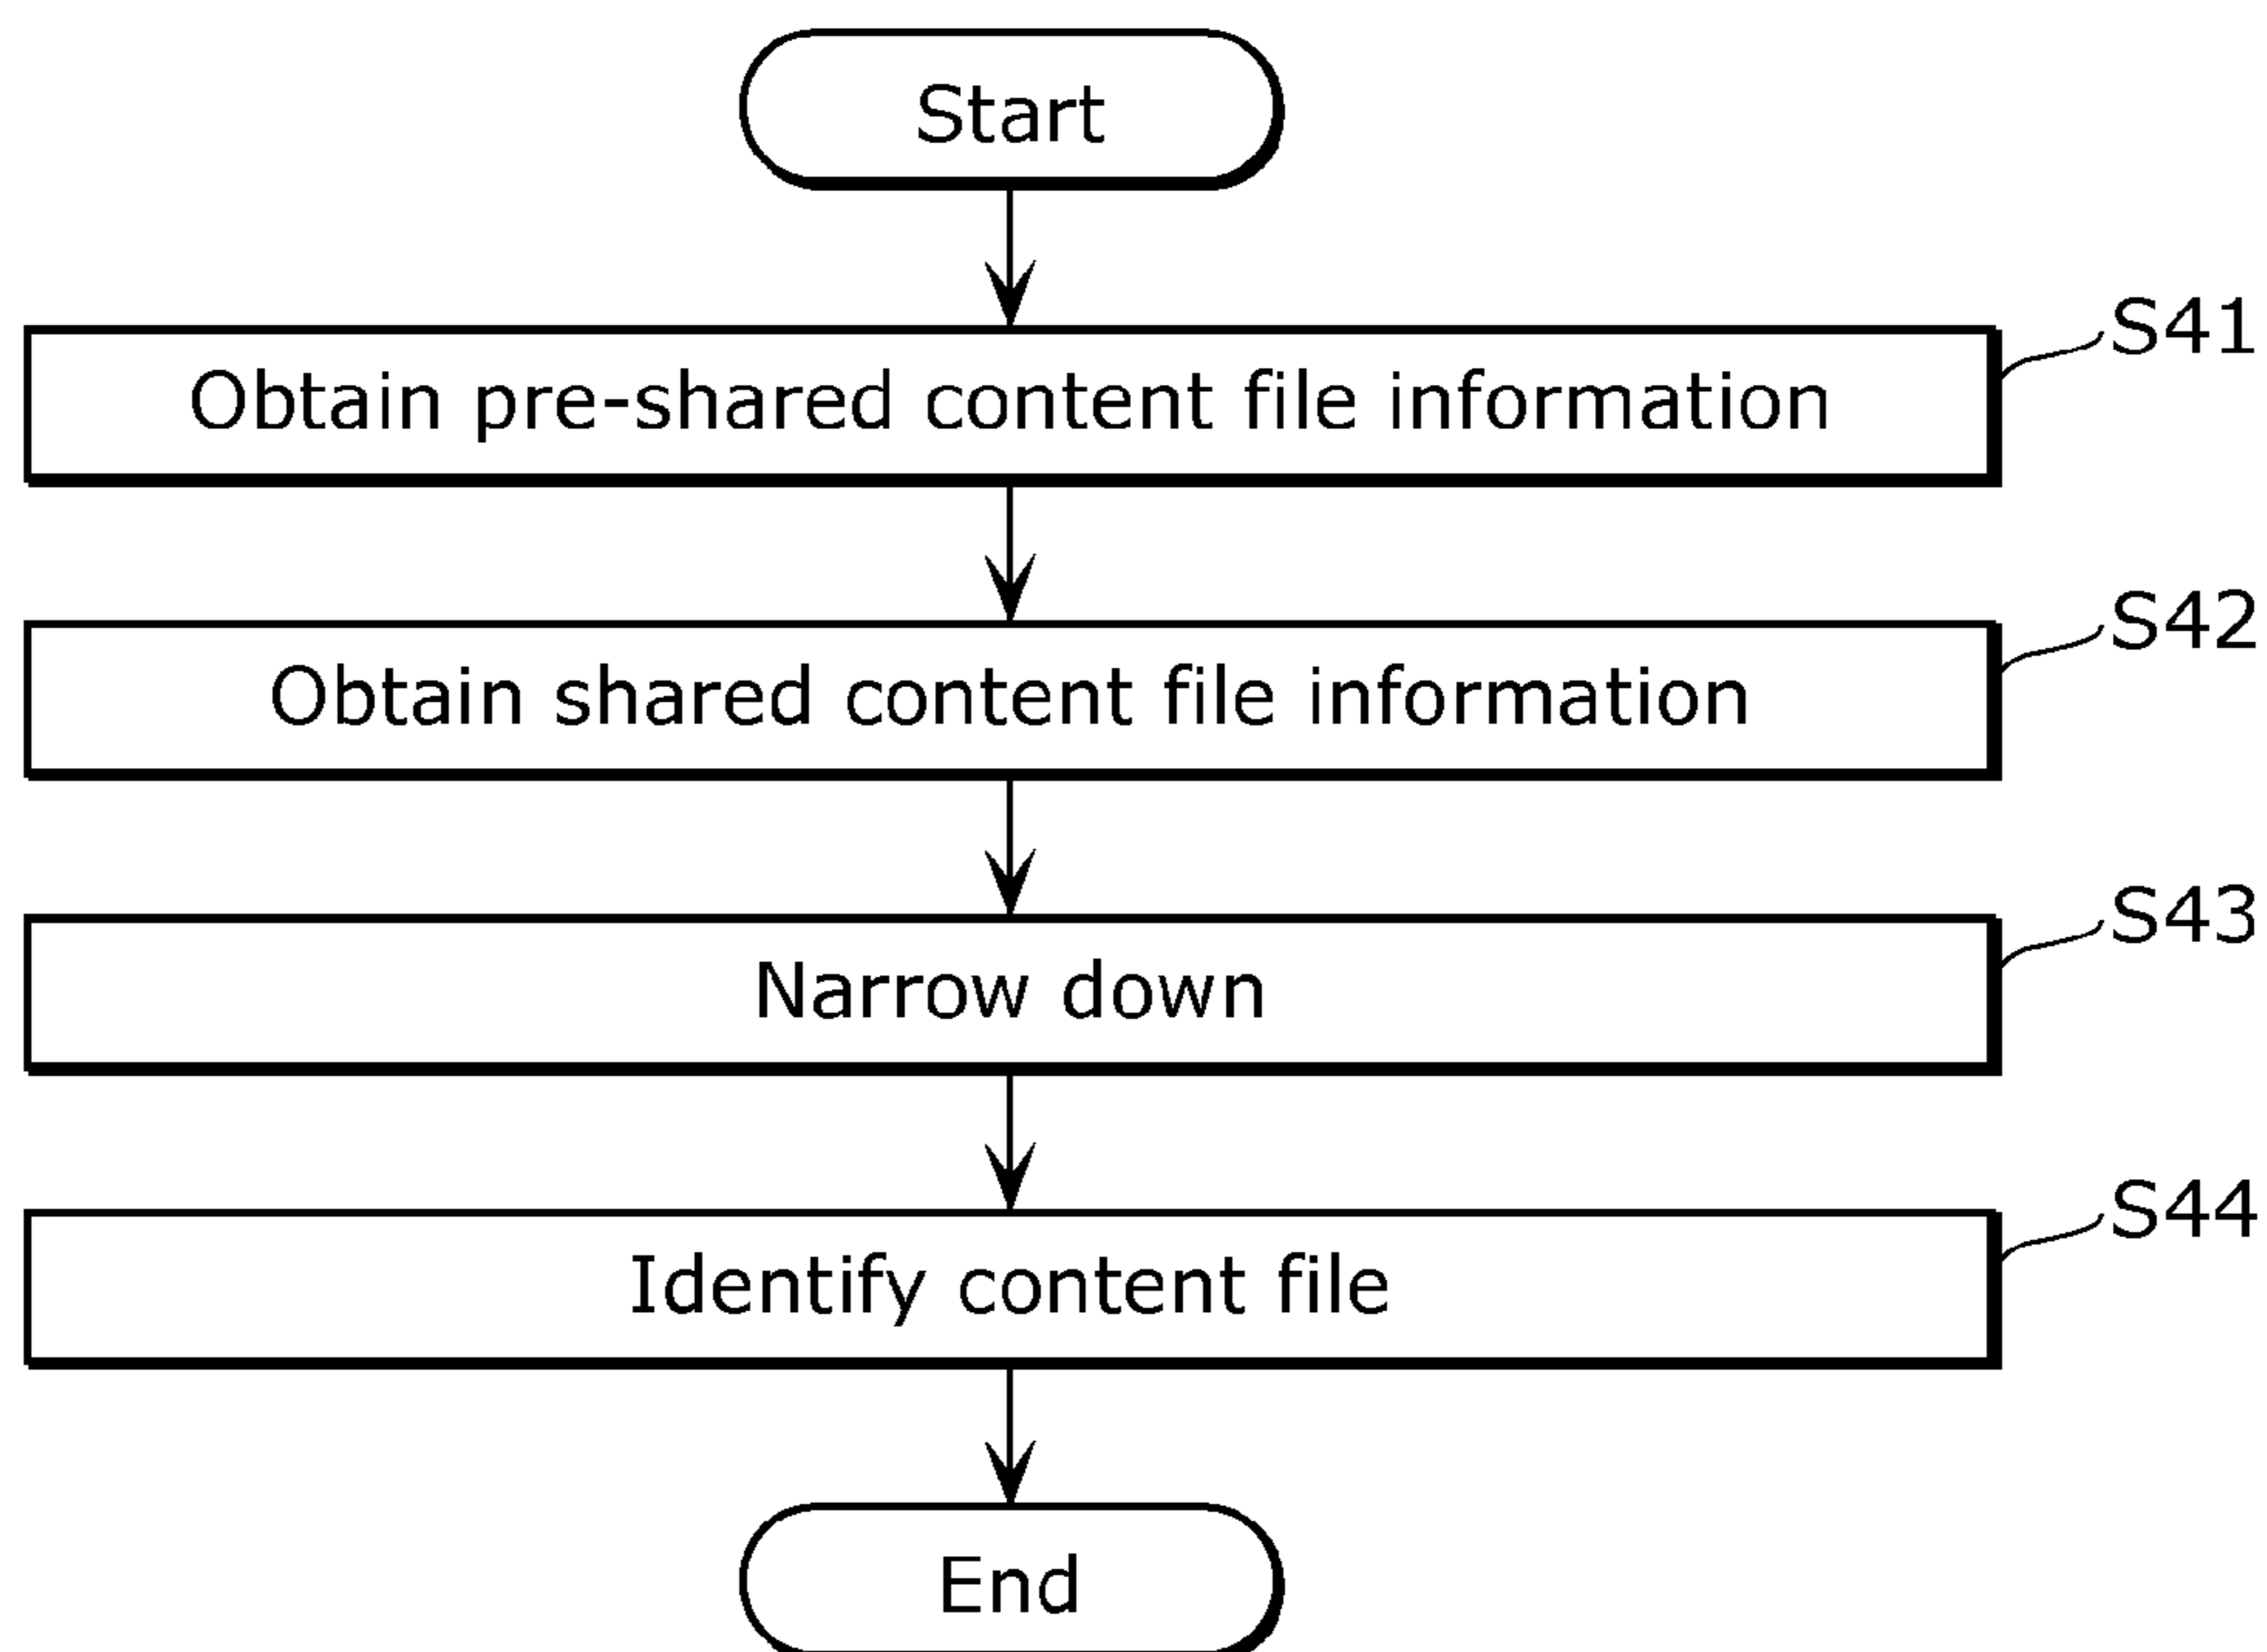 Start
S41
Obtain pre-shared content file information
S42
Obtain shared content file information
S43
Narrow down
S44
Identify content file
End